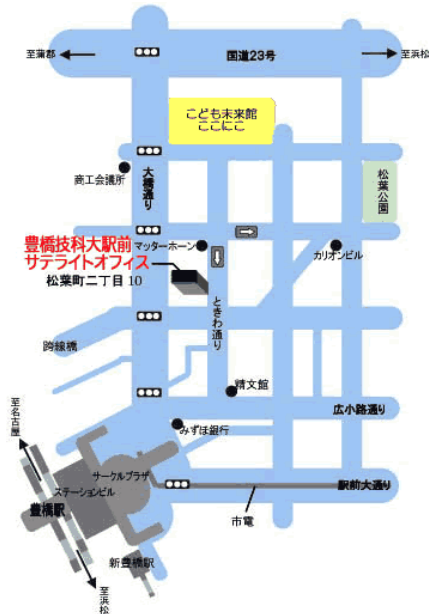 至蒲郡
国道23号
至浜松
こども未来館
ここにこ
大橋通り
商工会議所
松葉公園
豊橋技科大駅前
サテライトオフィス
松葉町二丁目 10
マッターホーン
カリオンビル
ときわ通り
跨線橋
精文館
広小路通り
みずほ銀行
至名古屋
サークルプラザ
ステーションビル
豊橋駅
駅前大通り
市電
新豊橋駅
至浜松